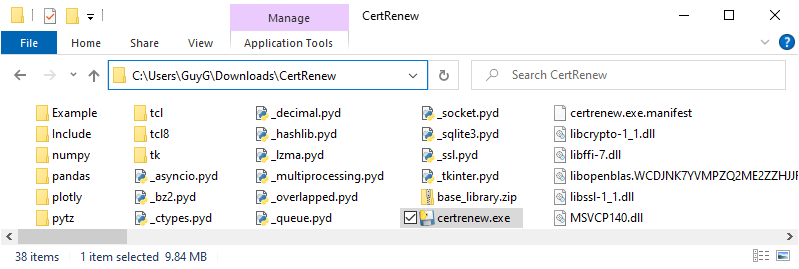 Manage CertRenew
File Home Share View Application Tools
C:\Users\GuyG\Downloads\CertRenew Search CertRenew
Example tcl _decimal.pyd _socket.pyd certrenew.exe.manifest
Include tcl8 _hashlib.pyd _sqlite3.pyd libcrypto-1_1.dll
numpy tk _lzma.pyd _ssl.pyd libffi-7.dll
pandas _asyncio.pyd _multiprocessing.pyd _tkinter.pyd libopenblas.WCDJNK7YVMPZQ2ME2ZZHJJF
plotly _bz2.pyd _overlapped.pyd base_library.zip libssl-1_1.dll
pytz _ctypes.pyd _queue.pyd certrenew.exe MSVCP140.dll
38 items 1 item selected 9.84 MB